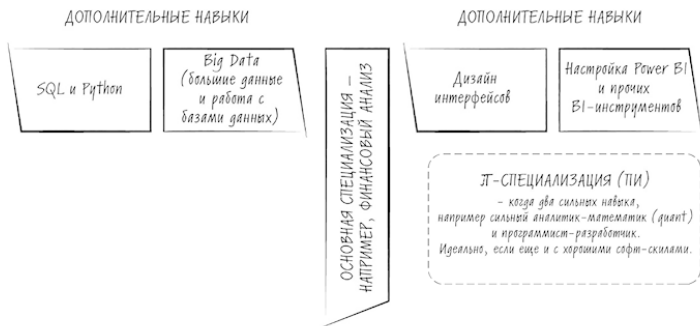 ДОПОЛНИТЕЛЬНЫЕ НАВЫКИ
SQL и Python
Big Data
(большие данные
и работа с
базами данных)
ОСНОВНАЯ СПЕЦИАЛИЗАЦИЯ –
НАПРИМЕР, ФИНАНСОВЫЙ АНАЛИЗ
ДОПОЛНИТЕЛЬНЫЕ НАВЫКИ
Дизайн
интерфейсов
Настройка Power BI
и прочих
BI-инструментов
π-СПЕЦИАЛИЗАЦИЯ (ПИ)
– когда два сильных навыка,
например сильный аналитик-математик (quant)
и программист-разработчик.
Идеально, если еще и с хорошими софт-скилами.